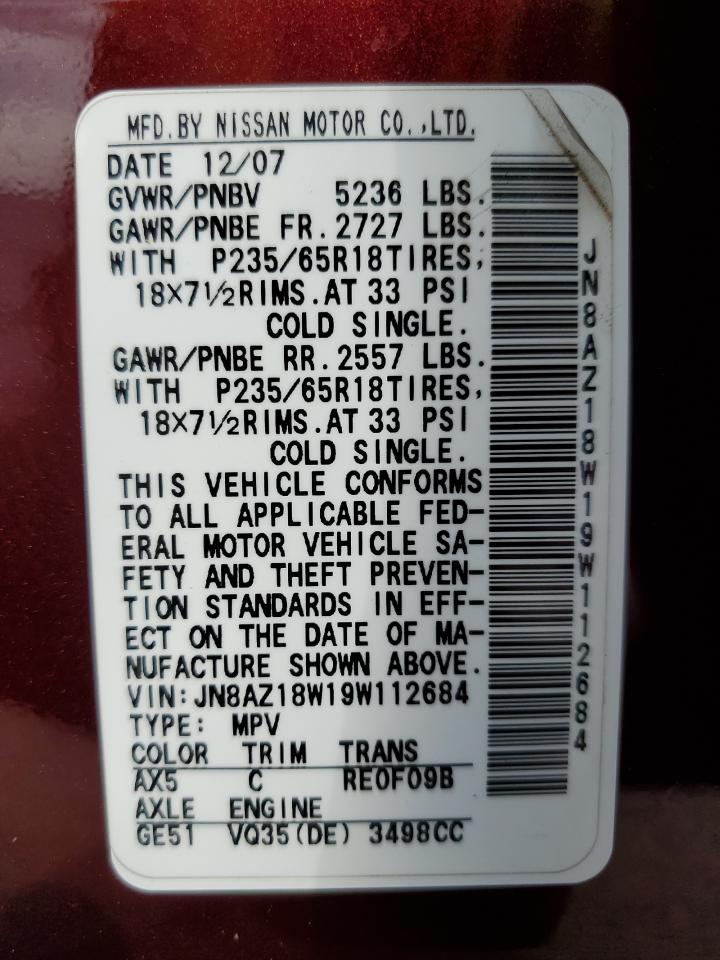 MFD.BY NISSAN MOTOR CO.,LTD.
DATE 12/07
GVWR/PNBV 5236 LBS.
GAWR/PNBE FR.2727 LBS.
WITH P235/65R18TIRES,
18×7½RIMS.AT 33 PSI
COLD SINGLE.
GAWR/PNBE RR.2557 LBS.
WITH P235/65R18TIRES,
18×7½RIMS.AT 33 PSI
COLD SINGLE.
THIS VEHICLE CONFORMS
TO ALL APPLICABLE FED-
ERAL MOTOR VEHICLE SA-
FETY AND THEFT PREVEN-
TION STANDARDS IN EFF-
ECT ON THE DATE OF MA-
NUFACTURE SHOWN ABOVE.
VIN:JN8AZ18W19W112684
TYPE: MPV
COLOR TRIM TRANS
AX5 C RE0F09B
AXLE ENGINE
GE51 VQ35(DE) 3498CC
JN8AZ18W19W112684